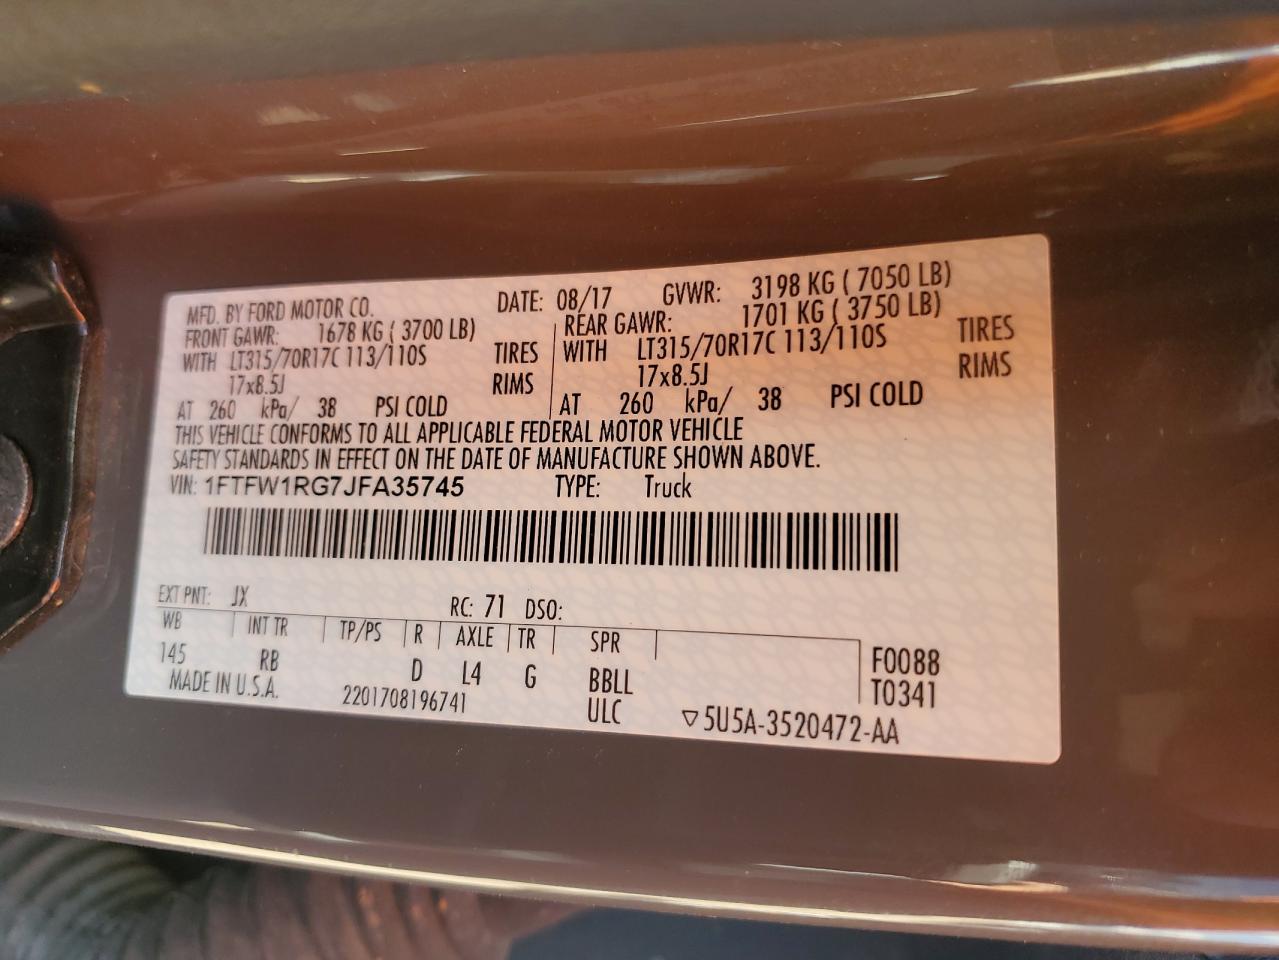 MFD. BY FORD MOTOR CO. DATE: 08/17 GVWR: 3198 KG ( 7050 LB)
FRONT GAWR: 1678 KG ( 3700 LB) REAR GAWR: 1701 KG ( 3750 LB)
WITH LT315/70R17C 113/110S TIRES WITH LT315/70R17C 113/110S TIRES
17x8.5J RIMS 17x8.5J RIMS
AT 260 kPa/ 38 PSI COLD AT 260 kPa/ 38 PSI COLD
THIS VEHICLE CONFORMS TO ALL APPLICABLE FEDERAL MOTOR VEHICLE
SAFETY STANDARDS IN EFFECT ON THE DATE OF MANUFACTURE SHOWN ABOVE.
VIN: 1FTFW1RG7JFA35745 TYPE: Truck
EXT PNT: JX RC: 71 DSO:
WB INT TR TP/PS R AXLE TR SPR
145 RB D L4 G BBLL F0088
MADE IN U.S.A. 2201708196741 ULC ▽5U5A-3520472-AA T0341